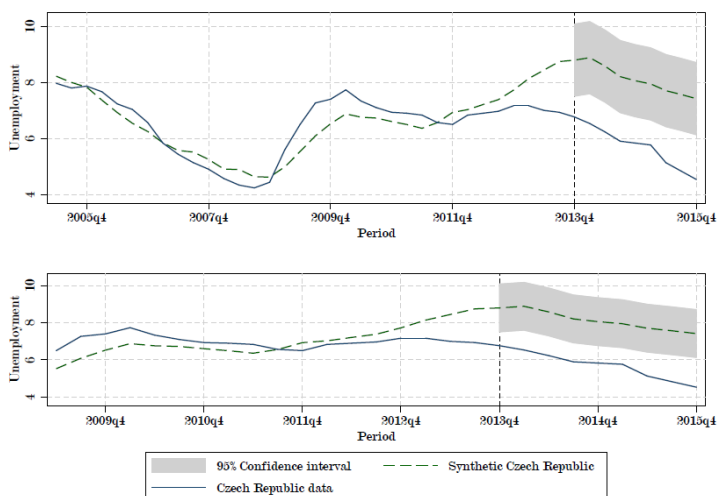 10
8
6
4
Unemployment
2005q4 2007q4 2009q4 2011q4 2013q4 2015q4
Period
10
8
6
4
Unemployment
2009q4 2010q4 2011q4 2012q4 2013q4 2014q4 2015q4
Period
95% Confidence interval Synthetic Czech Republic
Czech Republic data